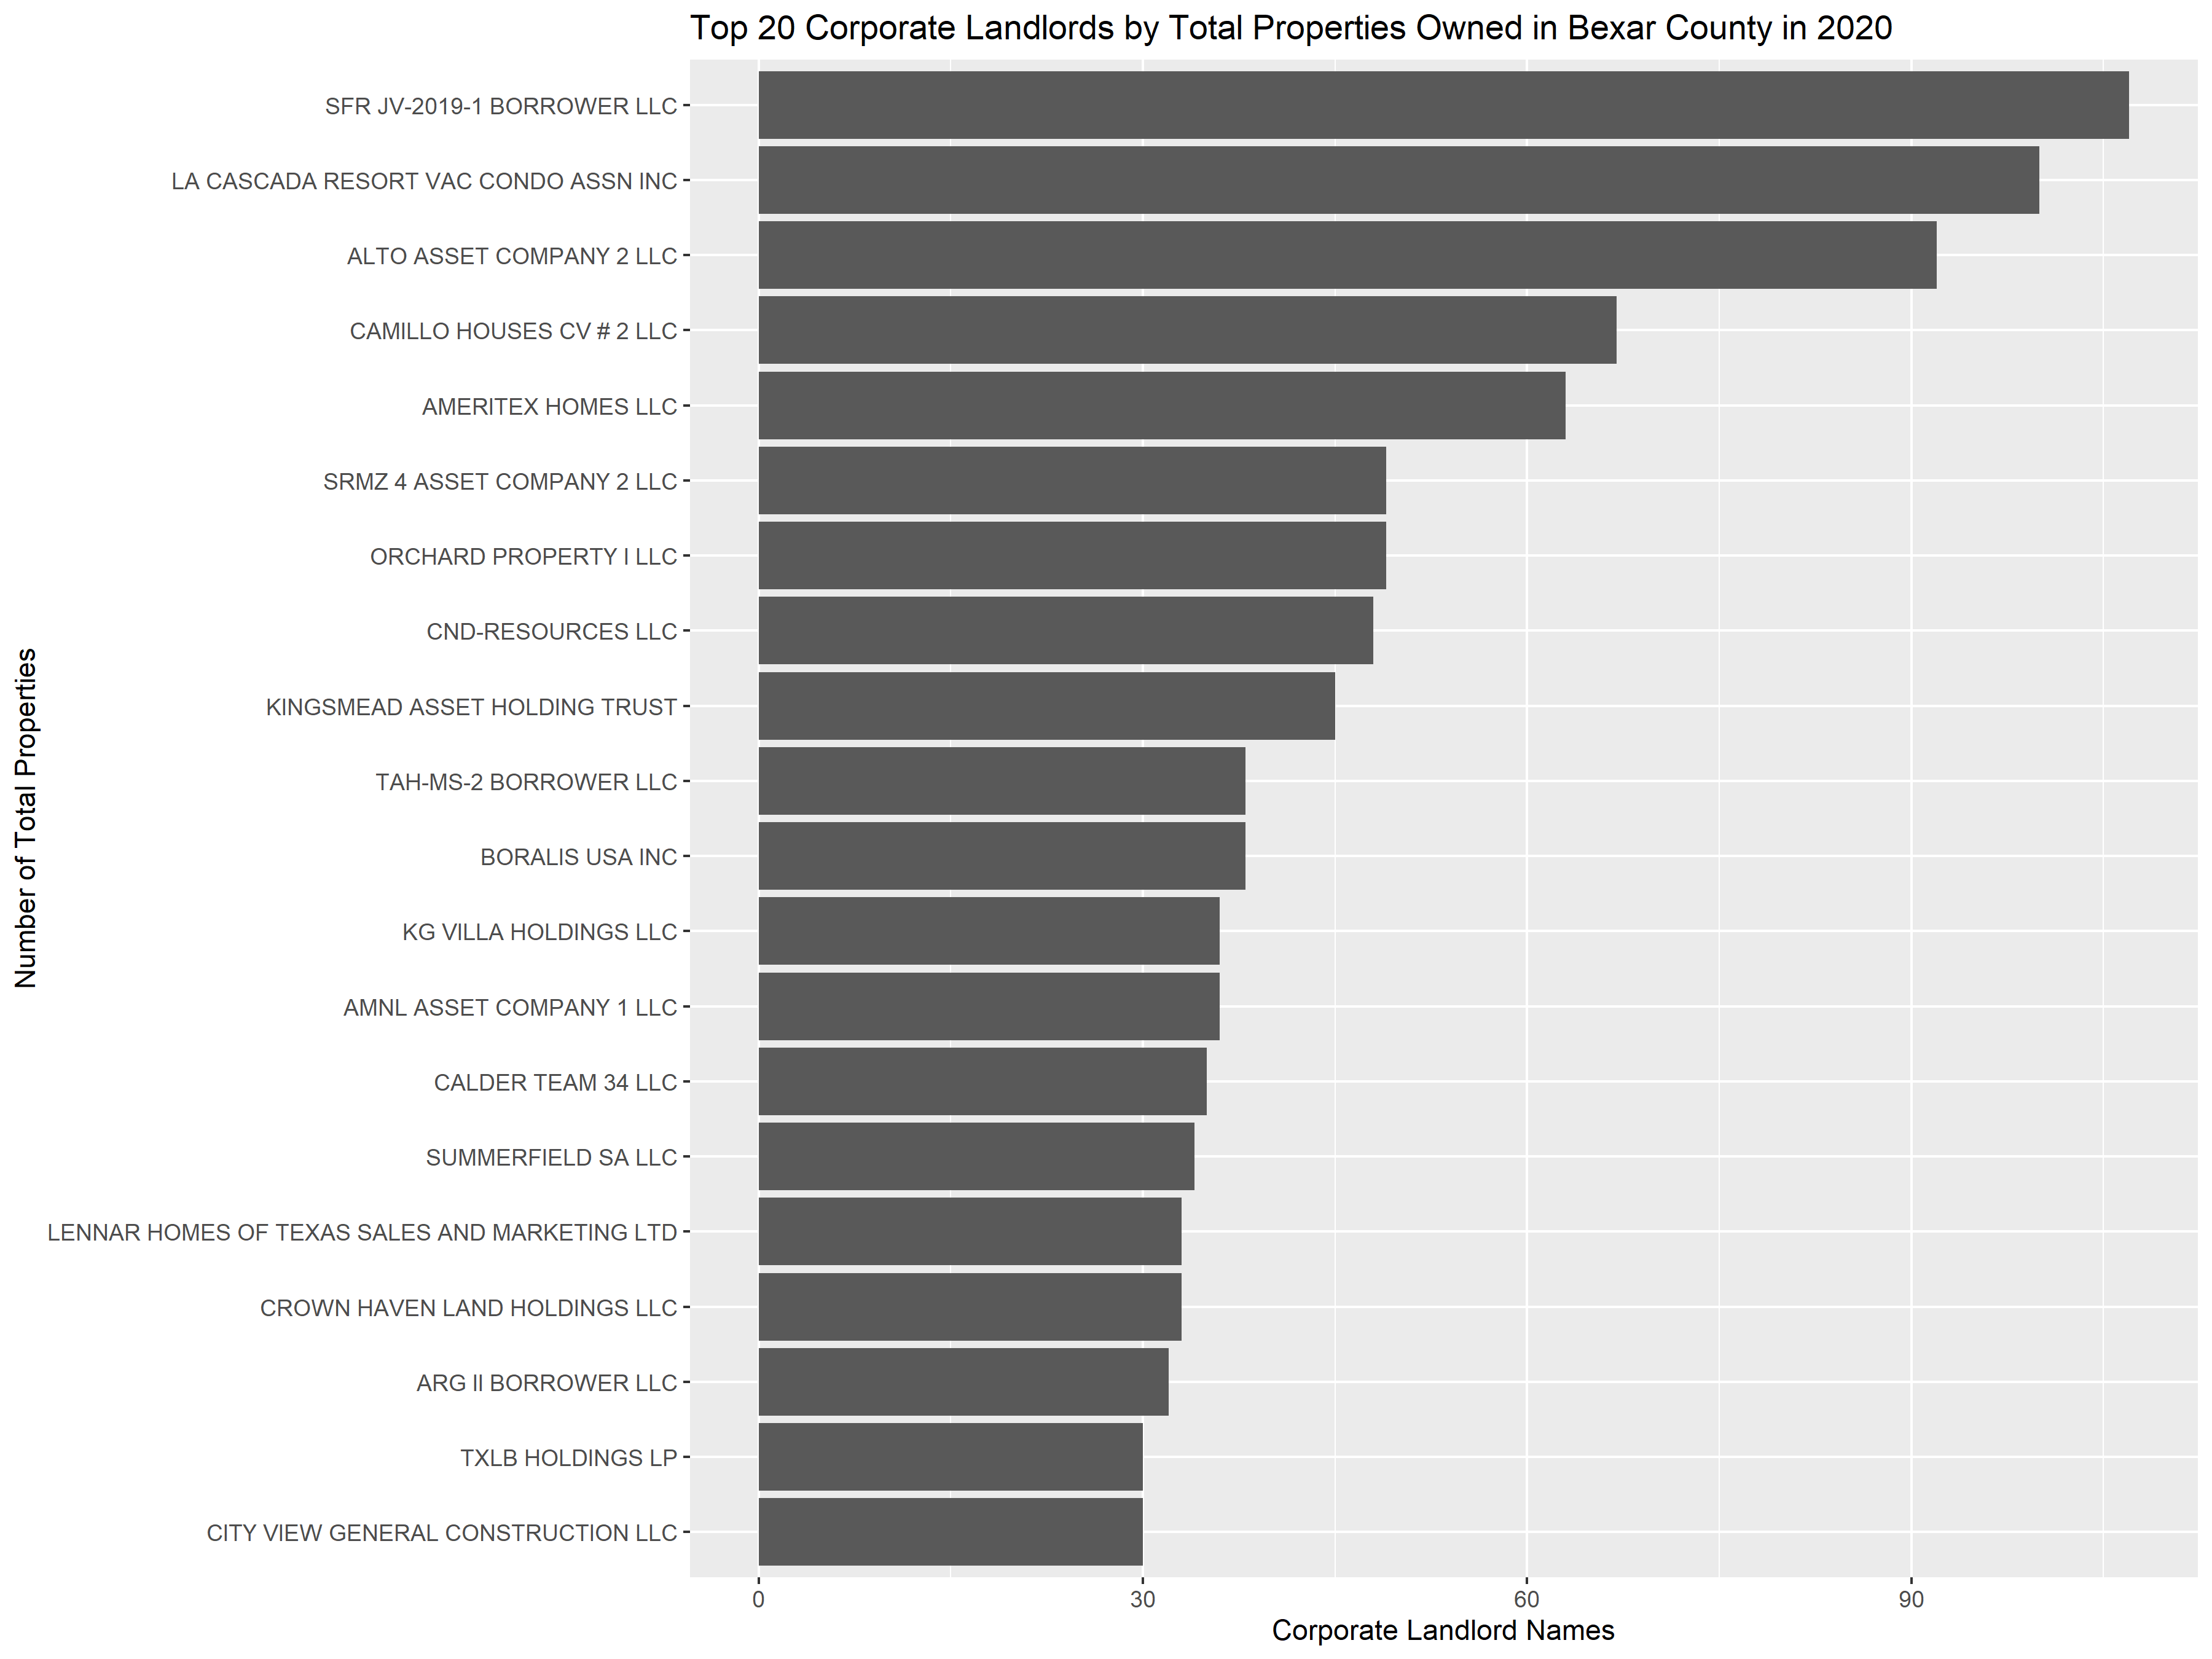 Top 20 Corporate Landlords by Total Properties Owned in Bexar County in 2020
SFR JV-2019-1 BORROWER LLC
LA CASCADA RESORT VAC CONDO ASSN INC
ALTO ASSET COMPANY 2 LLC
CAMILLO HOUSES CV # 2 LLC
AMERITEX HOMES LLC
SRMZ 4 ASSET COMPANY 2 LLC
ORCHARD PROPERTY I LLC
CND-RESOURCES LLC
KINGSMEAD ASSET HOLDING TRUST
TAH-MS-2 BORROWER LLC
BORALIS USA INC
KG VILLA HOLDINGS LLC
AMNL ASSET COMPANY 1 LLC
CALDER TEAM 34 LLC
SUMMERFIELD SA LLC
LENNAR HOMES OF TEXAS SALES AND MARKETING LTD
CROWN HAVEN LAND HOLDINGS LLC
ARG II BORROWER LLC
TXLB HOLDINGS LP
CITY VIEW GENERAL CONSTRUCTION LLC
Number of Total Properties
0 30 60 90
Corporate Landlord Names